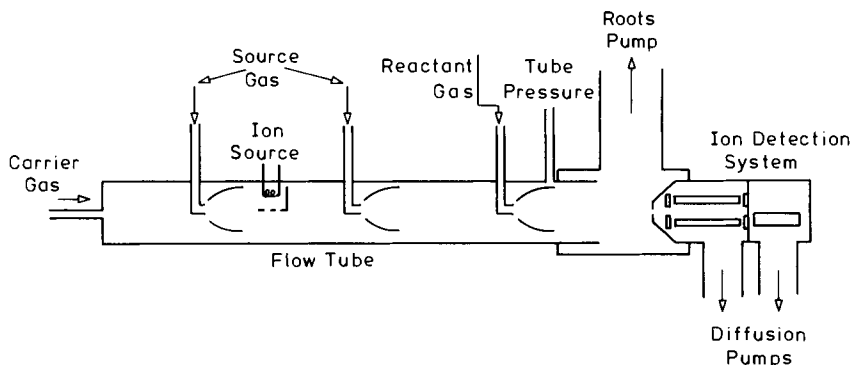 Roots
Pump
Source
Gas
Reactant
Gas
Tube
Pressure
Ion
Source
Ion Detection
System
Carrier
Gas
Flow Tube
Diffusion
Pumps